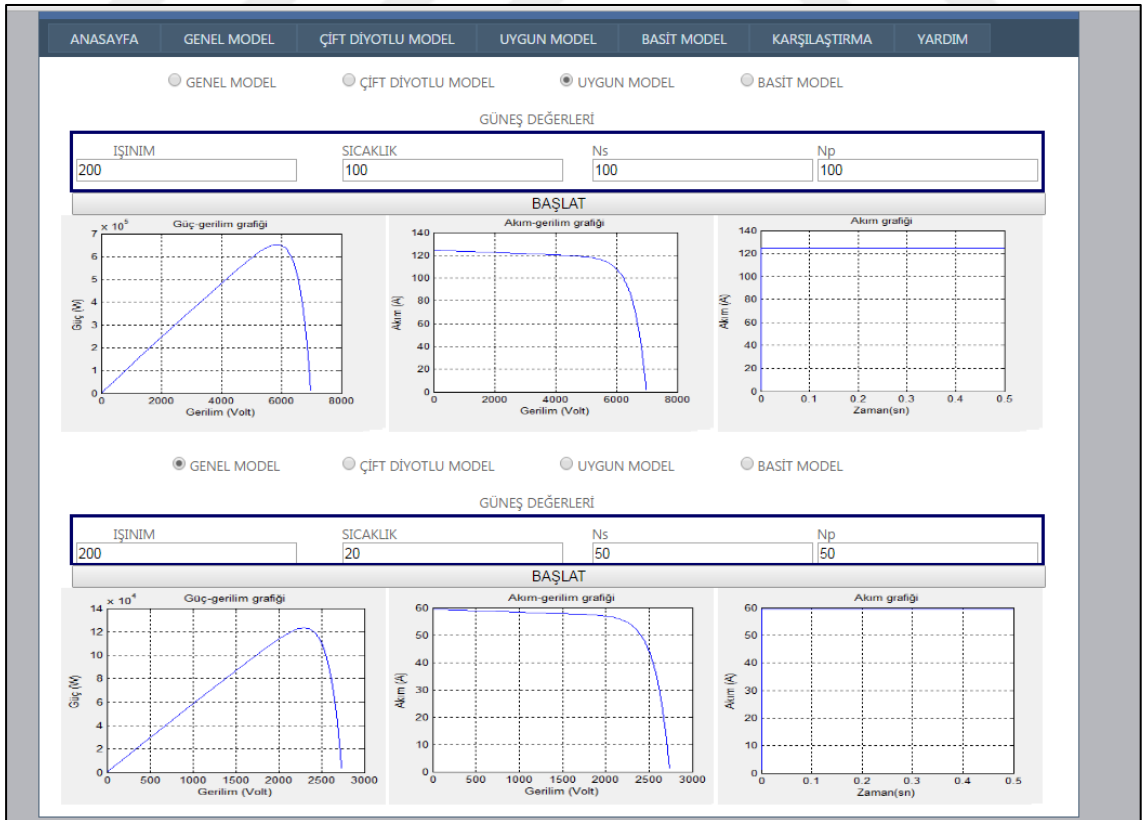 ANASAYFA GENEL MODEL ÇİFT DİYOTLU MODEL UYGUN MODEL BASİT MODEL KARŞILAŞTIRMA YARDIM
GENEL MODEL ÇİFT DİYOTLU MODEL UYGUN MODEL BASİT MODEL
GÜNEŞ DEĞERLERİ
IŞINIM SICAKLIK Ns Np
200 100 100 100
BAŞLAT
Güç-gerilim grafiği
x 10⁵
7
6
5
4
3
2
1
0
Güç (W)
0 2000 4000 6000 8000
Gerilim (Volt)
Akım-gerilim grafiği
140
120
100
80
60
40
20
0
Akım (A)
0 2000 4000 6000 8000
Gerilim (Volt)
Akım grafiği
140
120
100
80
60
40
20
0
Akım (A)
0 0.1 0.2 0.3 0.4 0.5
Zaman(sn)
GENEL MODEL ÇİFT DİYOTLU MODEL UYGUN MODEL BASİT MODEL
GÜNEŞ DEĞERLERİ
IŞINIM SICAKLIK Ns Np
200 20 50 50
BAŞLAT
Güç-gerilim grafiği
x 10⁴
14
12
10
8
6
4
2
0
Güç (W)
0 500 1000 1500 2000 2500 3000
Gerilim (Volt)
Akım-gerilim grafiği
60
50
40
30
20
10
0
Akım (A)
0 500 1000 1500 2000 2500 3000
Gerilim (Volt)
Akım grafiği
60
50
40
30
20
10
0
Akım (A)
0 0.1 0.2 0.3 0.4 0.5
Zaman(sn)